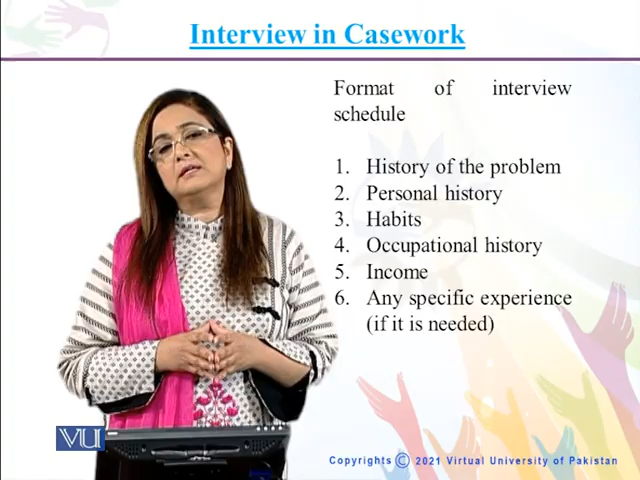 Interview in Casework
Format of interview
schedule
1. History of the problem
2. Personal history
3. Habits
4. Occupational history
5. Income
6. Any specific experience
(if it is needed)
VU
Copyrights © 2021 Virtual University of Pakistan